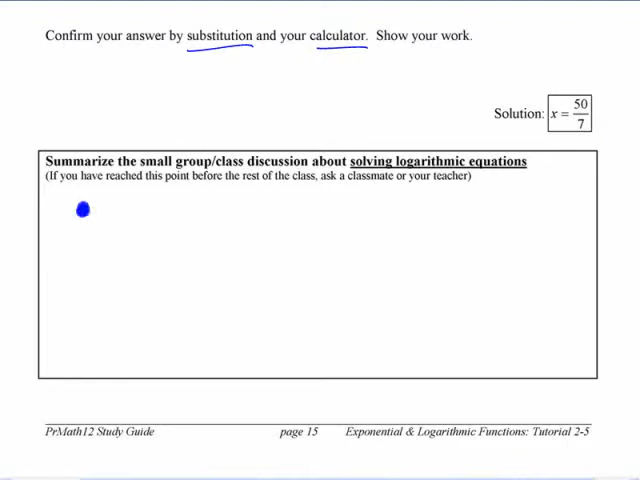 Confirm your answer by substitution and your calculator. Show your work.
Solution: x = 50/7
Summarize the small group/class discussion about solving logarithmic equations
(If you have reached this point before the rest of the class, ask a classmate or your teacher)
PrMath12 Study Guide page 15 Exponential & Logarithmic Functions: Tutorial 2-5